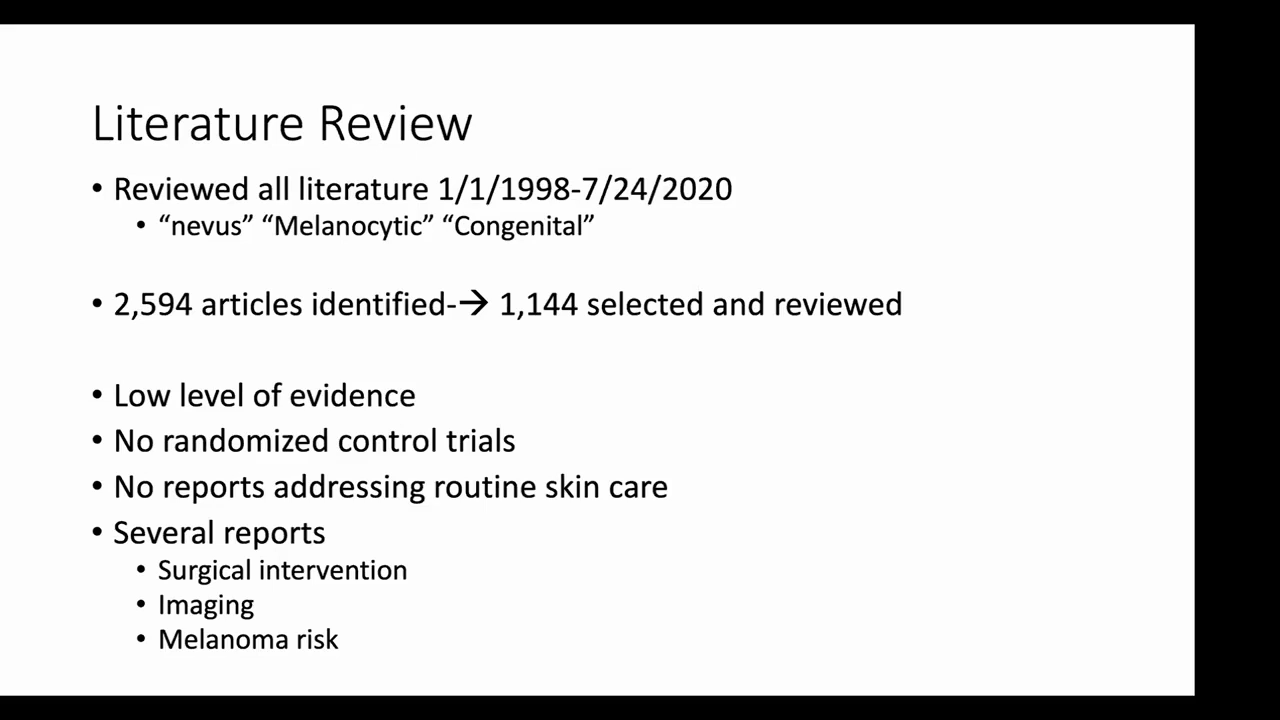 Literature Review
• Reviewed all literature 1/1/1998-7/24/2020
• “nevus” “Melanocytic” “Congenital”
• 2,594 articles identified-→ 1,144 selected and reviewed
• Low level of evidence
• No randomized control trials
• No reports addressing routine skin care
• Several reports
• Surgical intervention
• Imaging
• Melanoma risk